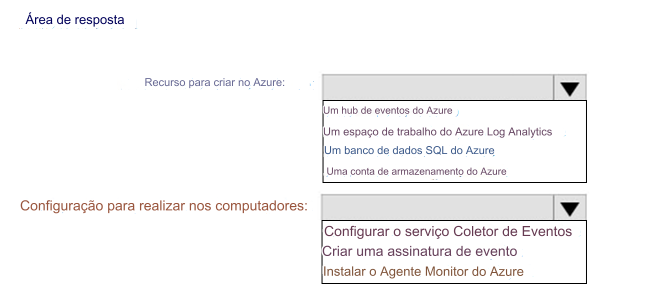 Área de resposta
Recurso para criar no Azure:
Um hub de eventos do Azure
Um espaço de trabalho do Azure Log Analytics
Um banco de dados SQL do Azure
Uma conta de armazenamento do Azure
Configuração para realizar nos computadores:
Configurar o serviço Coletor de Eventos
Criar uma assinatura de evento
Instalar o Agente Monitor do Azure